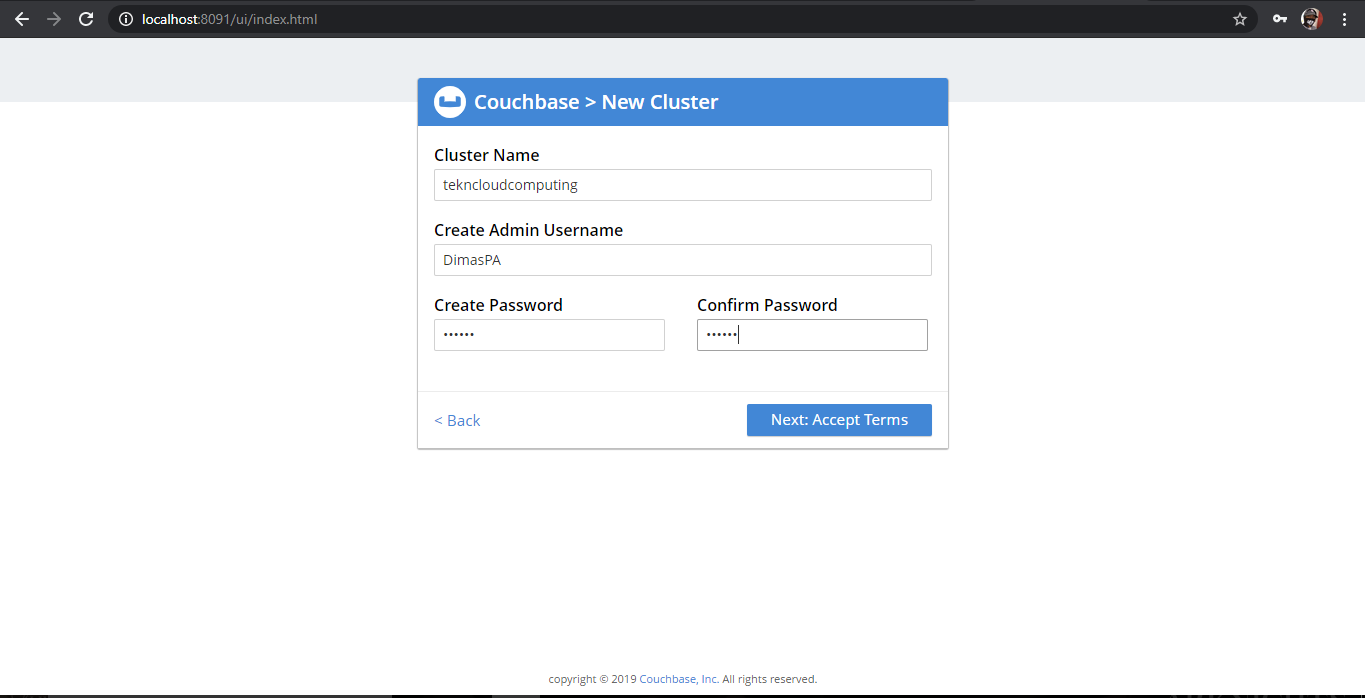 localhost:8091/ui/index.html
Couchbase > New Cluster
Cluster Name
tekncloudcomputing
Create Admin Username
DimasPA
Create Password Confirm Password
•••••• ••••••
< Back Next: Accept Terms
copyright © 2019 Couchbase, Inc. All rights reserved.